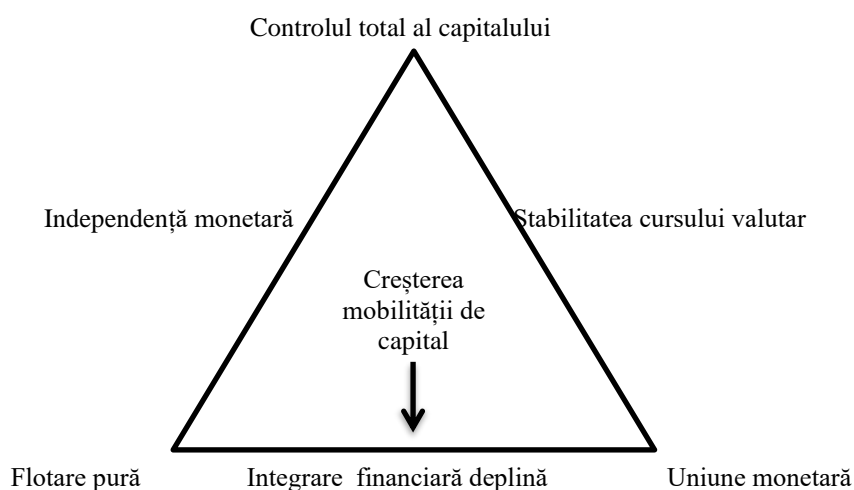 Controlul total al capitalului
Independență monetară
Stabilitatea cursului valutar
Creșterea
mobilității de
capital
Flotare pură
Integrare financiară deplină
Uniune monetară